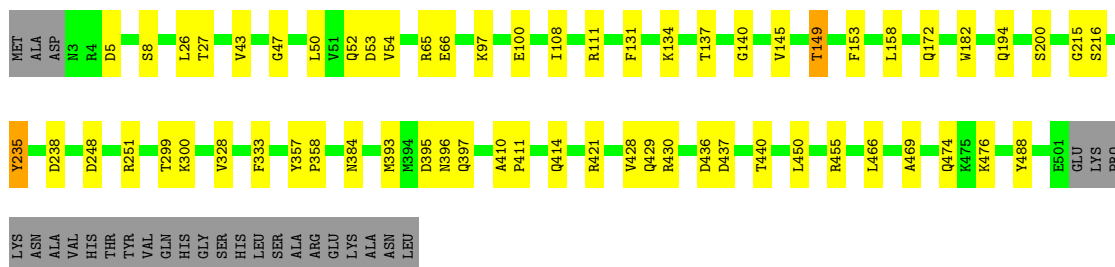 MET ALA ASP N3 R4 D5 S8 L26 T27 V43 G47 L50 V51 Q52 D53 V54 R65 E66 K97 E100 I108 R111 F131 K134 T137 G140 V145 T149 F153 L158 Q172 W182 Q194 S200 G215 S216
Y235 D238 D248 R251 T299 K300 V328 F333 Y357 P358 N384 M393 M394 D395 N396 Q397 A410 P411 Q414 R421 V428 Q429 R430 D436 D437 T440 L450 R455 L466 A469 Q474 K475 K476 Y488 E501 GLU LYS PRO
LYS ASN ALA VAL HIS THR TYR VAL GLN HIS GLY SER HIS LEU SER ALA ARG GLU LYS ALA ASN LEU